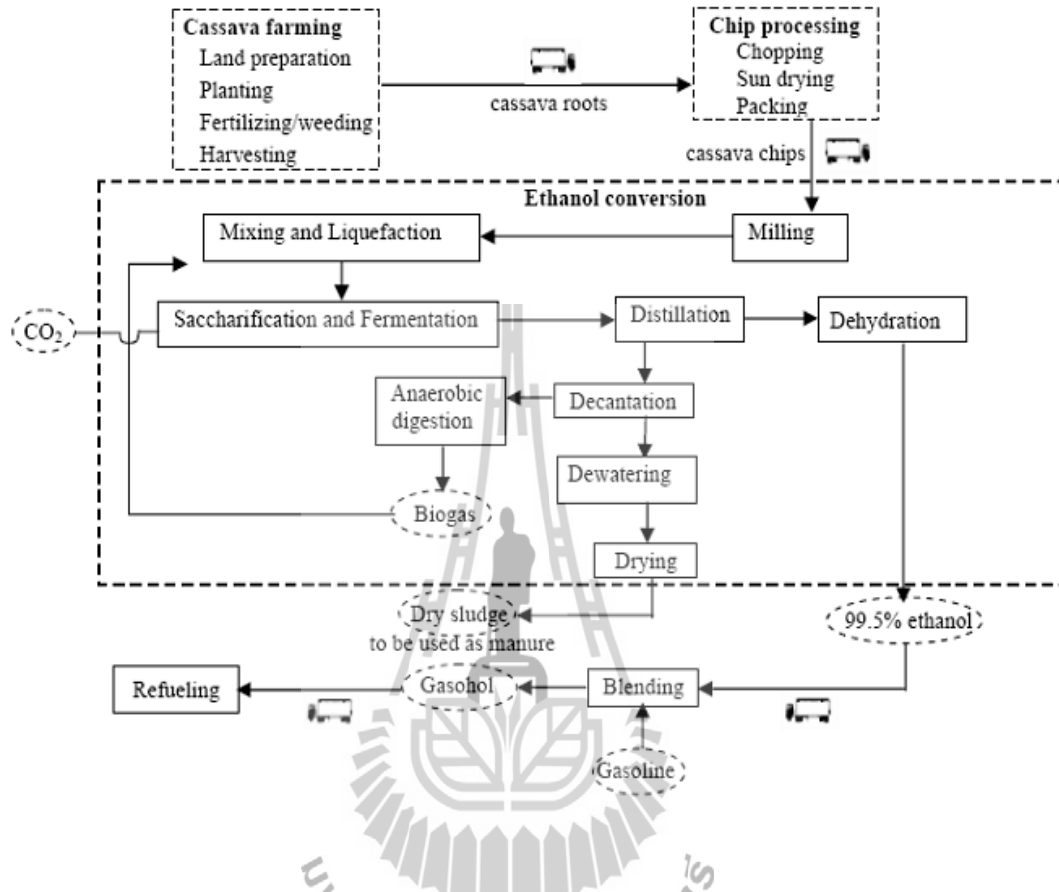 Cassava farming
Land preparation
Planting
Fertilizing/weeding
Harvesting
cassava roots
Chip processing
Chopping
Sun drying
Packing
cassava chips
Ethanol conversion
Mixing and Liquefaction
Milling
CO₂
Saccharification and Fermentation
Distillation
Dehydration
Anaerobic
digestion
Decantation
Dewatering
Biogas
Drying
Dry sludge
to be used as manure
99.5% ethanol
Refueling
Gasohol
Blending
Gasoline